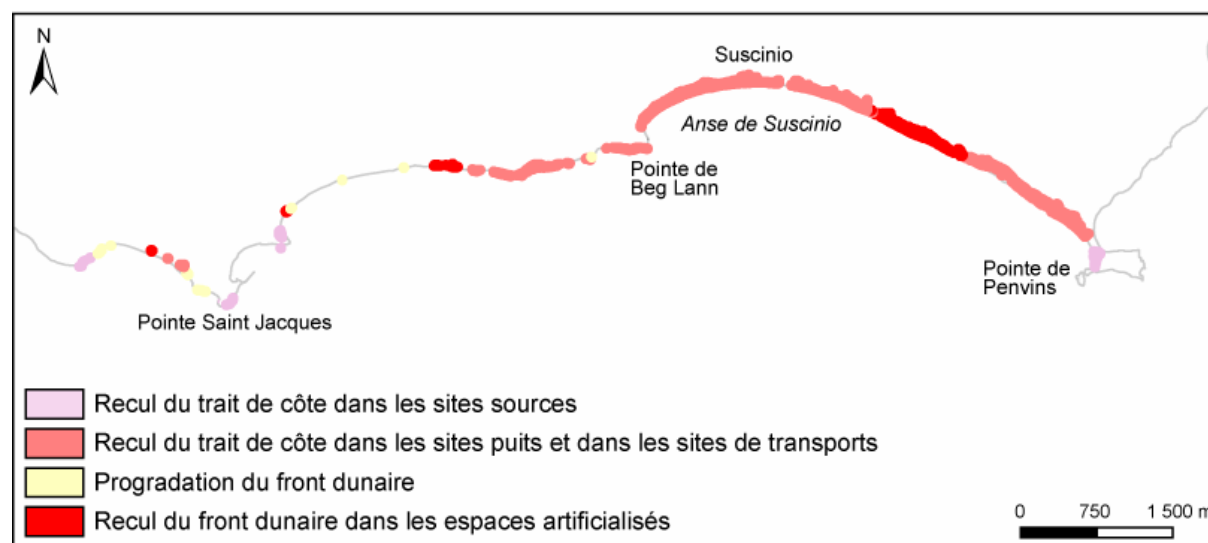 N
Suscinio
Anse de Suscinio
Pointe de
Beg Lann
Pointe de
Penvins
Pointe Saint Jacques
Recul du trait de côte dans les sites sources
Recul du trait de côte dans les sites puits et dans les sites de transports
Progradation du front dunaire
Recul du front dunaire dans les espaces artificialisés
0 750 1 500 m